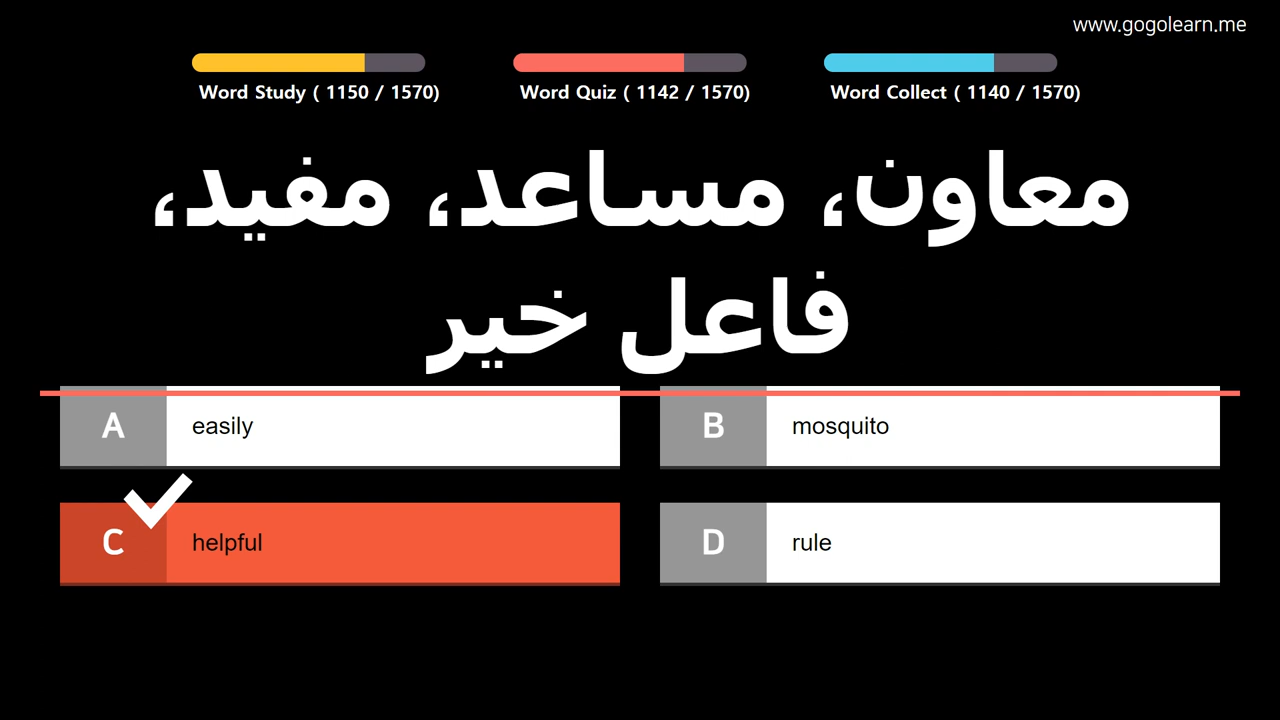 www.gogolearn.me
Word Study ( 1150 / 1570)
Word Quiz ( 1142 / 1570)
Word Collect ( 1140 / 1570)
معاون، مساعد، مفيد،
فاعل خير
A
easily
B
mosquito
C
helpful
D
rule